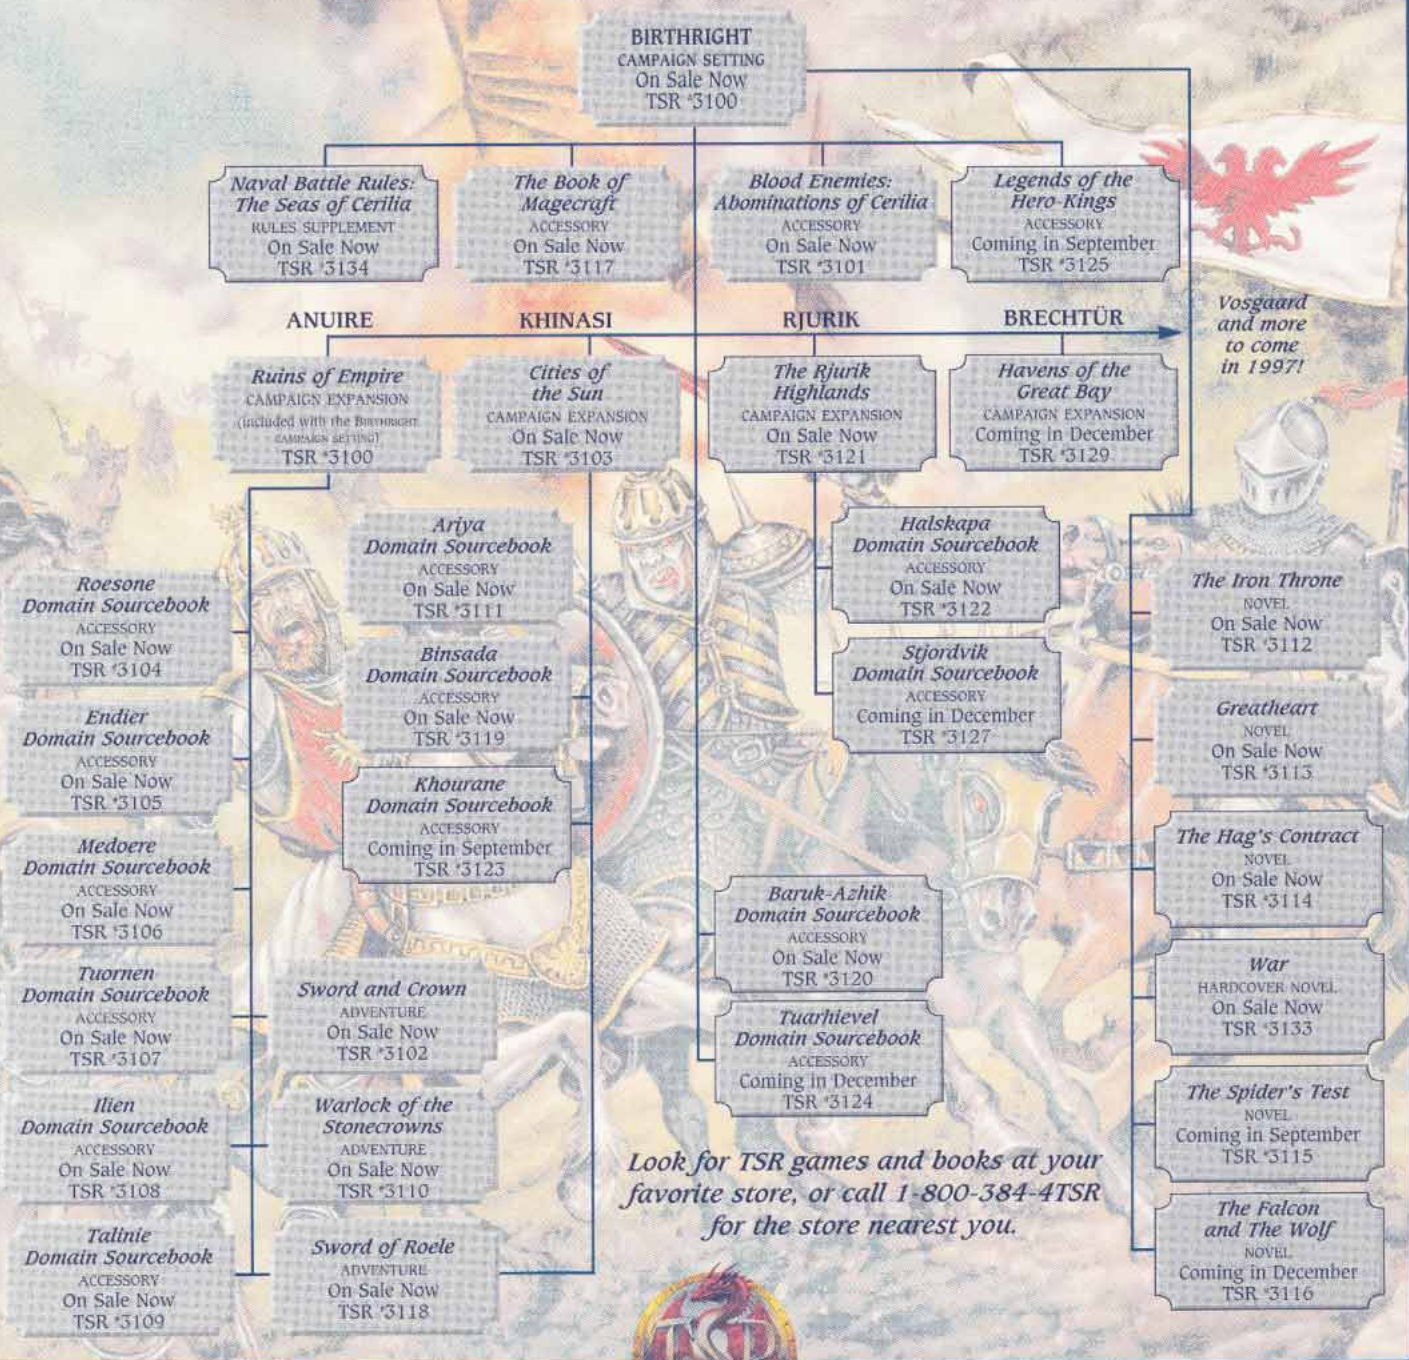 BIRTHRIGHT
CAMPAIGN SETTING
On Sale Now
TSR *3100
Naval Battle Rules:
The Seas of Cerilia
RULES SUPPLEMENT
On Sale Now
TSR *3134
The Book of
Magecraft
ACCESSORY
On Sale Now
TSR *3117
Blood Enemies:
Abominations of Cerilia
ACCESSORY
On Sale Now
TSR *3101
Legends of the
Hero-Kings
ACCESSORY
Coming in September
TSR *3125
Vosgaard
and more
to come
in 1997!
ANUIRE
KHINASI
RJURIK
BRECHTÜR
Ruins of Empire
CAMPAIGN EXPANSION
(included with the BIRTHRIGHT
CAMPAIGN SETTING)
TSR *3100
Cities of
the Sun
CAMPAIGN EXPANSION
On Sale Now
TSR *3103
The Rjurik
Highlands
CAMPAIGN EXPANSION
On Sale Now
TSR *3121
Havens of the
Great Bay
CAMPAIGN EXPANSION
Coming in December
TSR *3129
Roesone
Domain Sourcebook
ACCESSORY
On Sale Now
TSR *3104
Endier
Domain Sourcebook
ACCESSORY
On Sale Now
TSR *3105
Medoere
Domain Sourcebook
ACCESSORY
On Sale Now
TSR *3106
Tuornen
Domain Sourcebook
ACCESSORY
On Sale Now
TSR *3107
Ilien
Domain Sourcebook
ACCESSORY
On Sale Now
TSR *3108
Talinie
Domain Sourcebook
ACCESSORY
On Sale Now
TSR *3109
Ariya
Domain Sourcebook
ACCESSORY
On Sale Now
TSR *3111
Binsada
Domain Sourcebook
ACCESSORY
On Sale Now
TSR *3119
Khourane
Domain Sourcebook
ACCESSORY
Coming in September
TSR *3123
Sword and Crown
ADVENTURE
On Sale Now
TSR *3102
Warlock of the
Stonecrowns
ADVENTURE
On Sale Now
TSR *3110
Sword of Roele
ADVENTURE
On Sale Now
TSR *3118
Halskapa
Domain Sourcebook
ACCESSORY
On Sale Now
TSR *3122
Stjordvik
Domain Sourcebook
ACCESSORY
Coming in December
TSR *3127
Baruk-Azhik
Domain Sourcebook
ACCESSORY
On Sale Now
TSR *3120
Tuarhievel
Domain Sourcebook
ACCESSORY
Coming in December
TSR *3124
The Iron Throne
NOVEL
On Sale Now
TSR *3112
Greatheart
NOVEL
On Sale Now
TSR *3113
The Hag's Contract
NOVEL
On Sale Now
TSR *3114
War
HARDCOVER NOVEL
On Sale Now
TSR *3133
The Spider's Test
NOVEL
Coming in September
TSR *3115
The Falcon
and The Wolf
NOVEL
Coming in December
TSR *3116
Look for TSR games and books at your
favorite store, or call 1-800-384-4TSR
for the store nearest you.
TSR